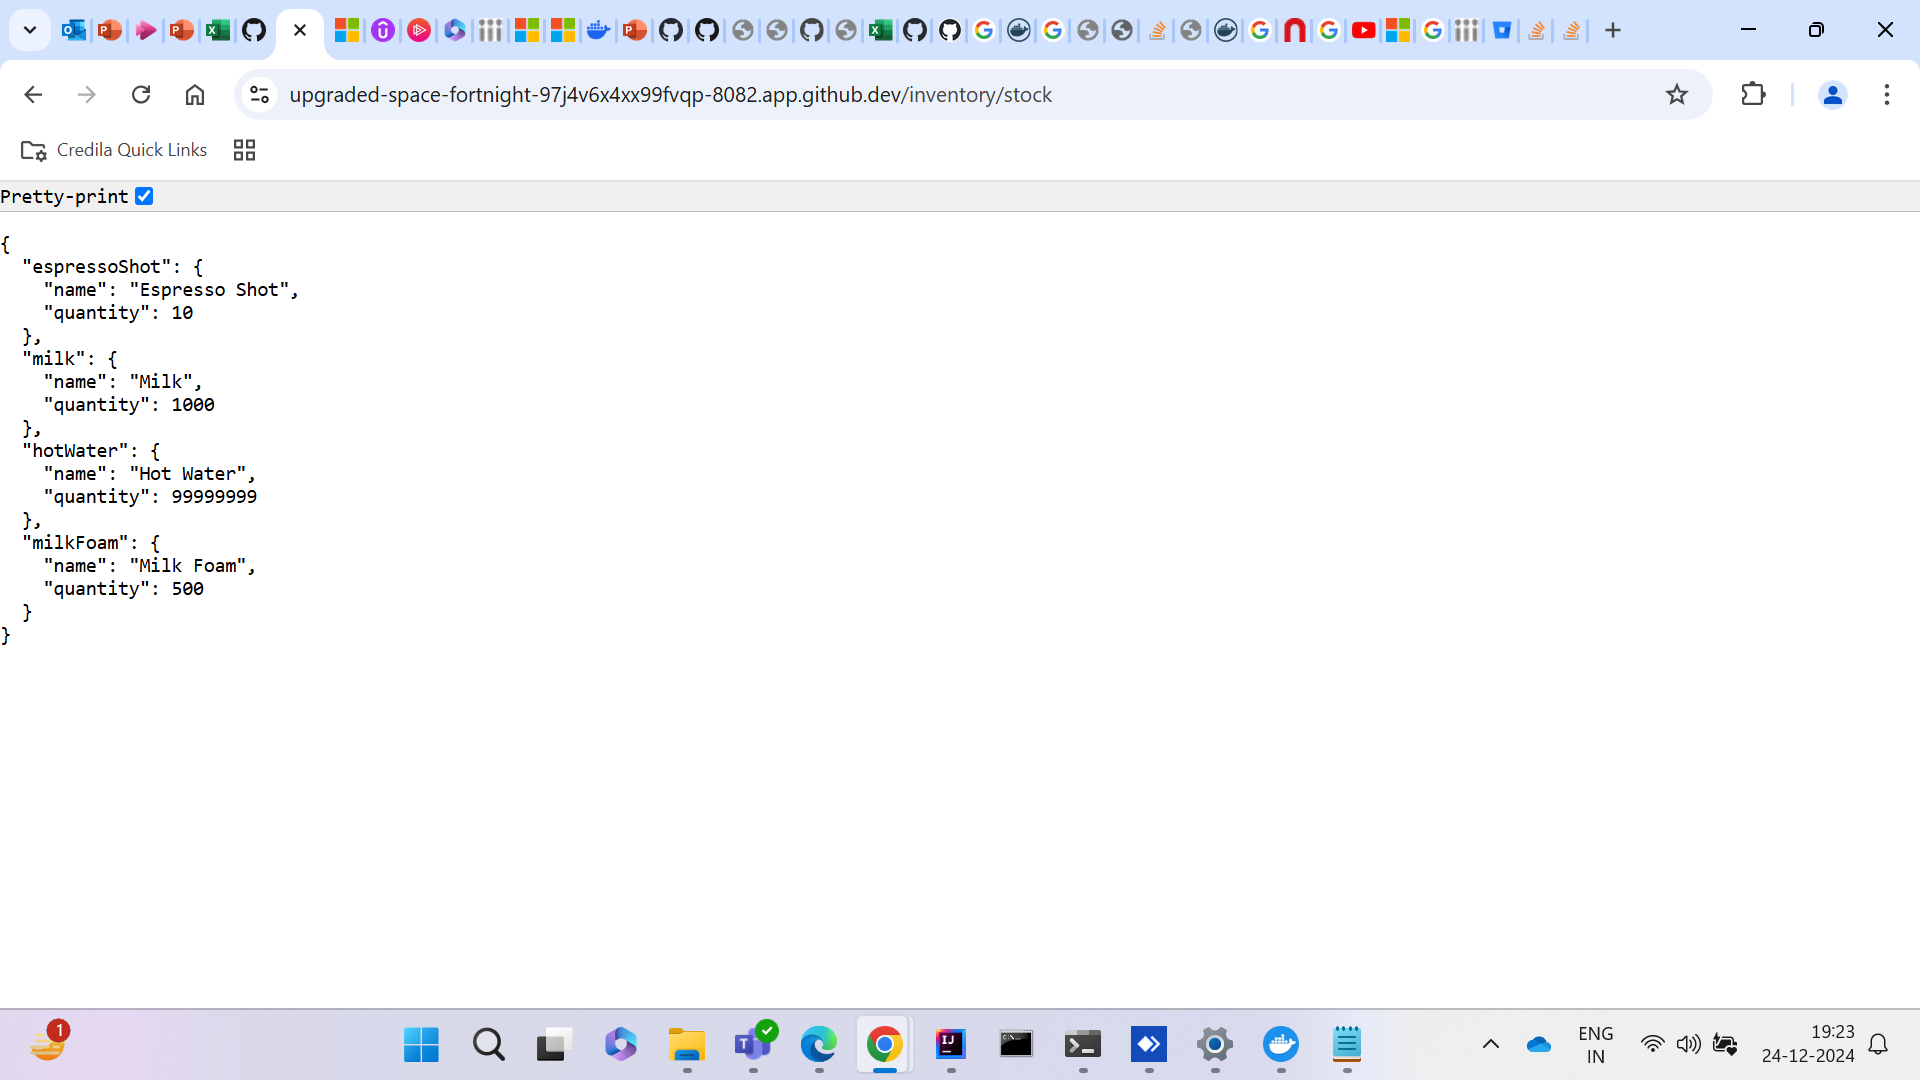 upgraded-space-fortnight-97j4v6x4xx99fvqp-8082.app.github.dev/inventory/stock
Credila Quick Links
Pretty-print
{
  "espressoShot": {
    "name": "Espresso Shot",
    "quantity": 10
  },
  "milk": {
    "name": "Milk",
    "quantity": 1000
  },
  "hotWater": {
    "name": "Hot Water",
    "quantity": 99999999
  },
  "milkFoam": {
    "name": "Milk Foam",
    "quantity": 500
  }
}
1
ENG
IN
19:23
24-12-2024